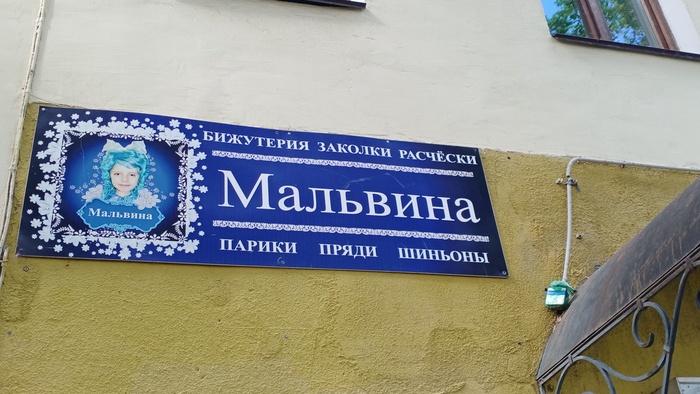 БИЖУТЕРИЯ ЗАКОЛКИ РАСЧЁСКИ
Мальвина
Мальвина
ПАРИКИ ПРЯДИ ШИНЬОНЫ